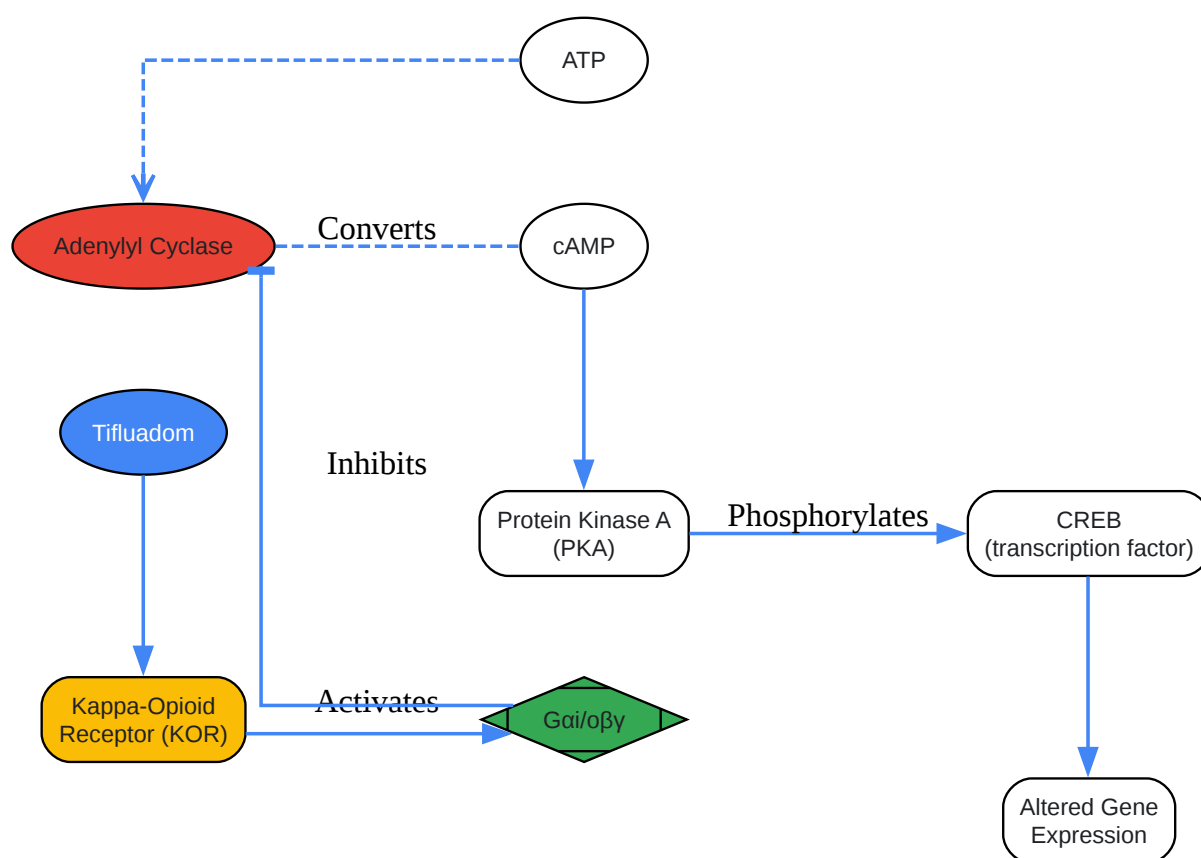 ATP
Adenylyl Cyclase
Converts
cAMP
Tifluadom
Inhibits
Protein Kinase A
(PKA)
Phosphorylates
CREB
(transcription factor)
Kappa-Opioid
Receptor (KOR)
Activates
Gαi/oβγ
Altered Gene
Expression